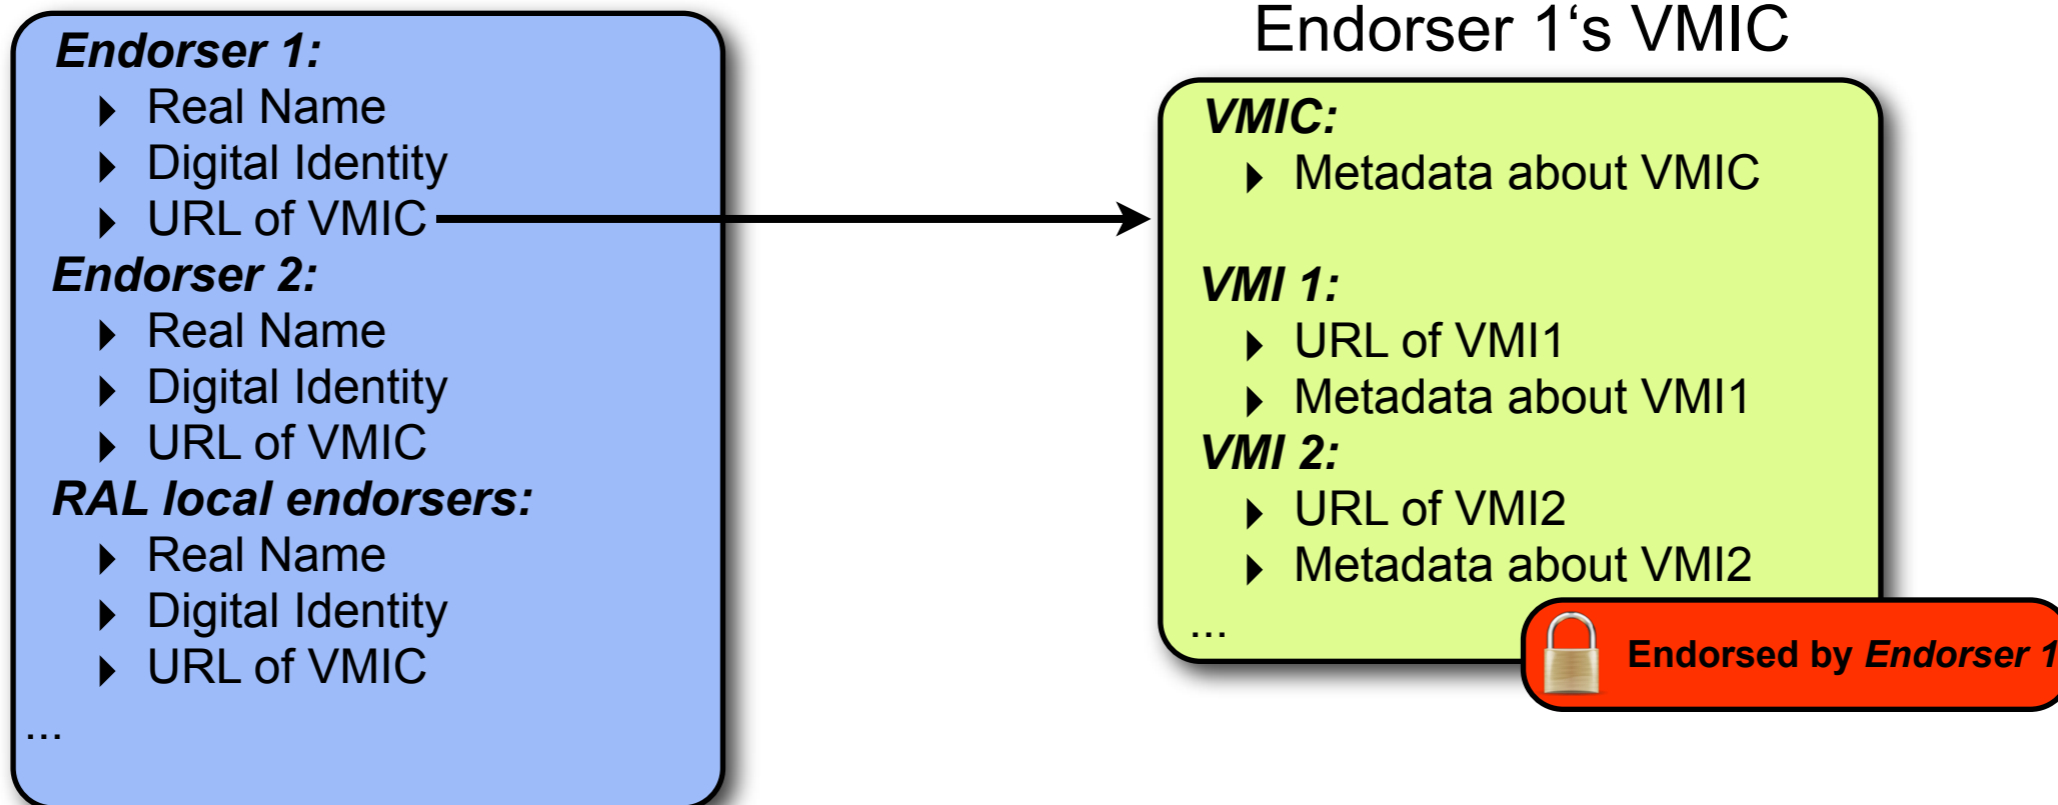 Endorser 1:
Real Name
Digital Identity
URL of VMIC
Endorser 2:
Real Name
Digital Identity
URL of VMIC
RAL local endorsers:
Real Name
Digital Identity
URL of VMIC
...
Endorser 1‘s VMIC
VMIC:
Metadata about VMIC
VMI 1:
URL of VMI1
Metadata about VMI1
VMI 2:
URL of VMI2
Metadata about VMI2
...
Endorsed by Endorser 1